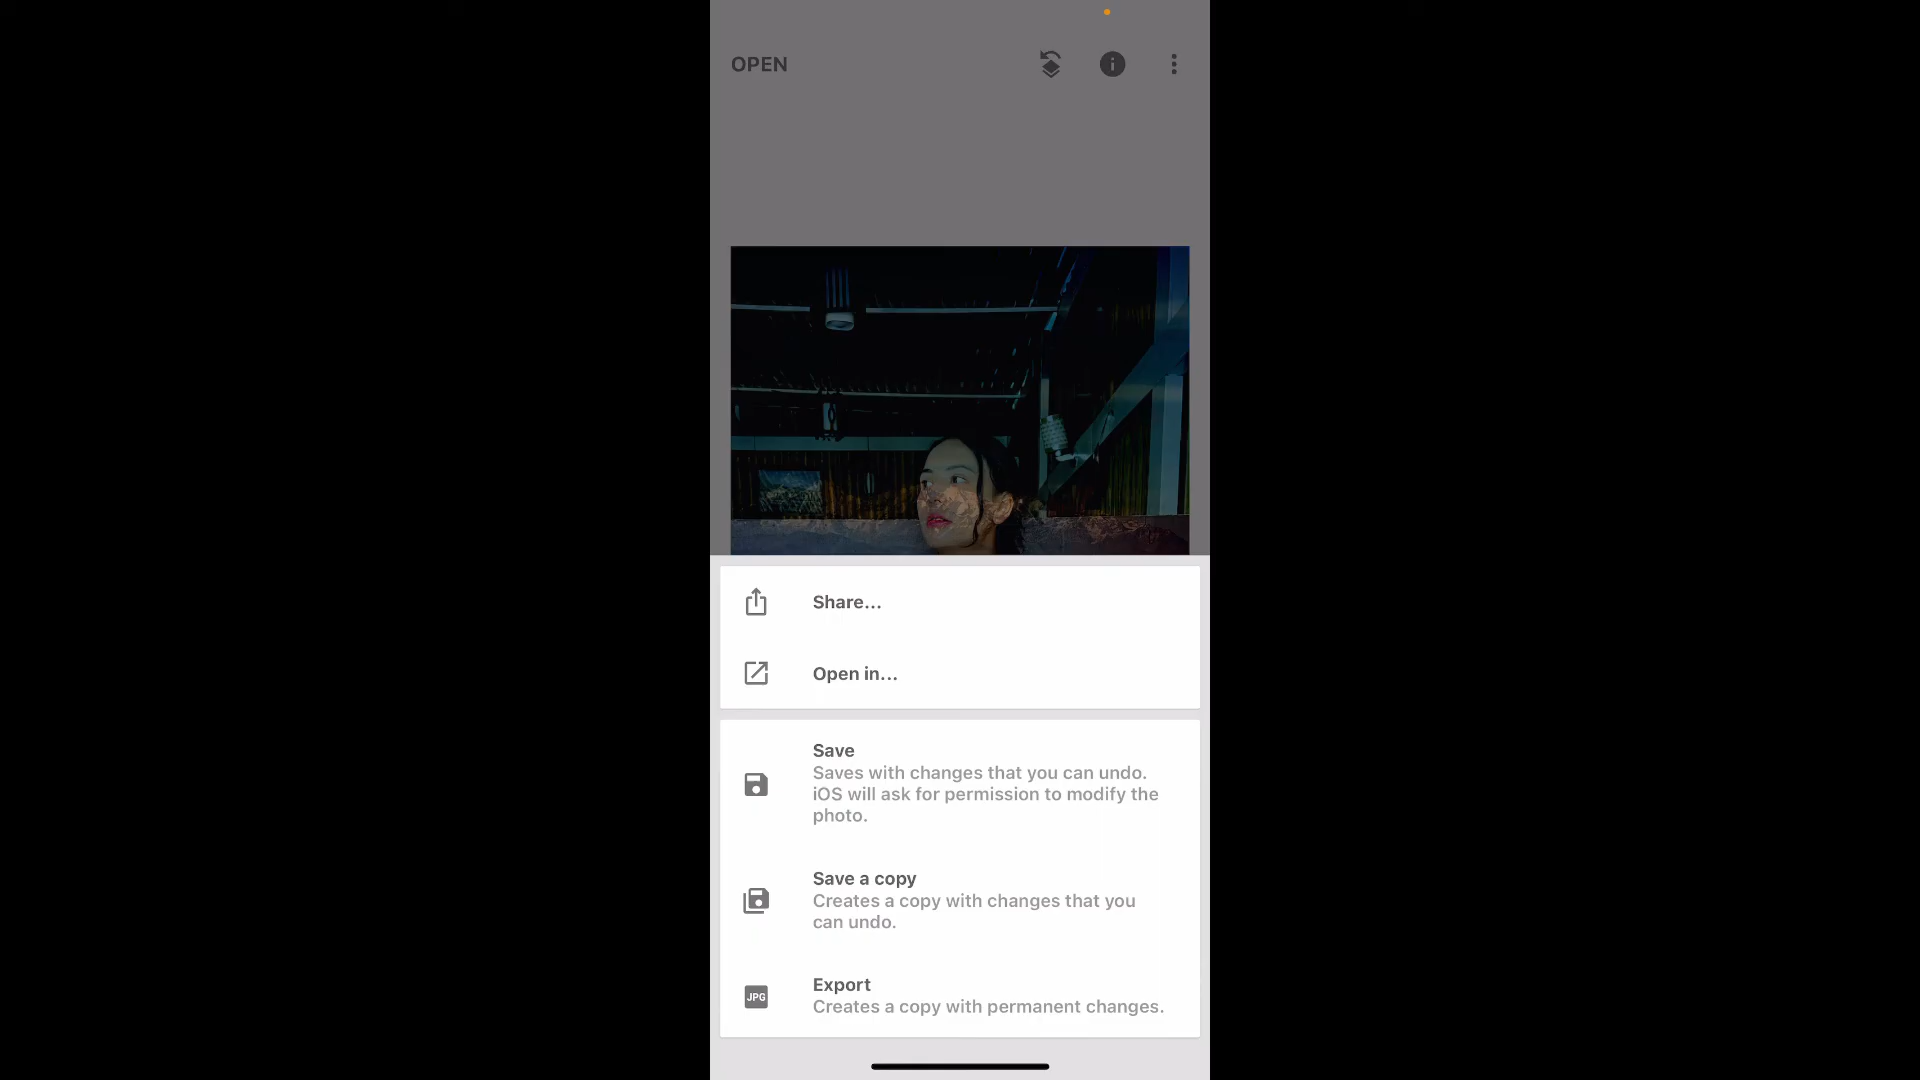 OPEN
Share...
Open in...
Save
Saves with changes that you can undo.
iOS will ask for permission to modify the
photo.
Save a copy
Creates a copy with changes that you
can undo.
JPG
Export
Creates a copy with permanent changes.